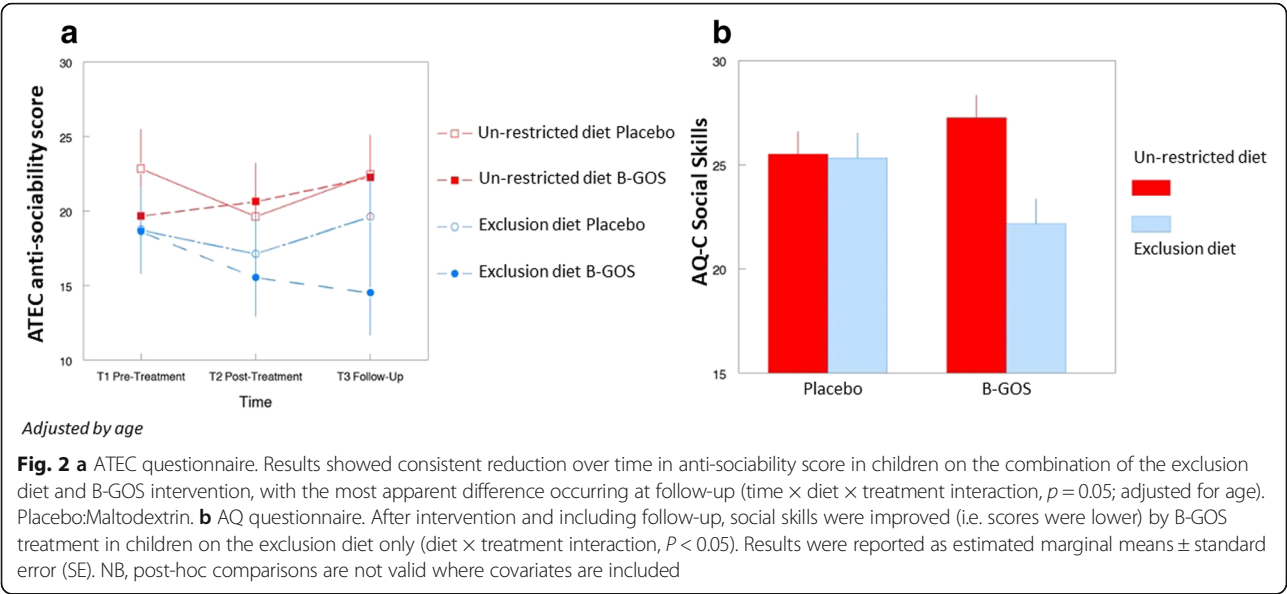 a
30
25
20
15
10
ATEC anti-sociability score
T1 Pre-Treatment T2 Post-Treatment T3 Follow-Up
Time
Un-restricted diet Placebo
Un-restricted diet B-GOS
Exclusion diet Placebo
Exclusion diet B-GOS
b
30
25
20
15
AQ-C Social Skills
Placebo B-GOS
Un-restricted diet
Exclusion diet
Adjusted by age
Fig. 2 a ATEC questionnaire. Results showed consistent reduction over time in anti-sociability score in children on the combination of the exclusion
diet and B-GOS intervention, with the most apparent difference occurring at follow-up (time × diet × treatment interaction, p = 0.05; adjusted for age).
Placebo:Maltodextrin. b AQ questionnaire. After intervention and including follow-up, social skills were improved (i.e. scores were lower) by B-GOS
treatment in children on the exclusion diet only (diet × treatment interaction, P < 0.05). Results were reported as estimated marginal means ± standard
error (SE). NB, post-hoc comparisons are not valid where covariates are included